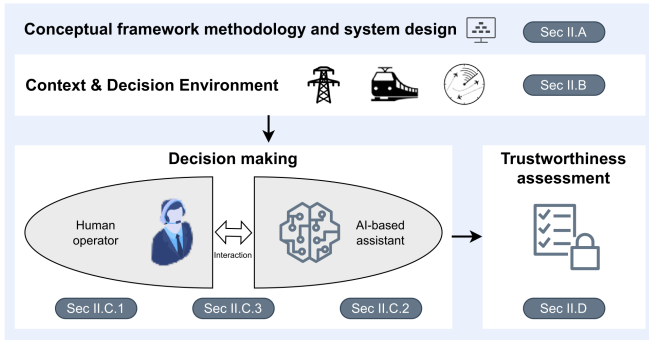 Conceptual framework methodology and system design
Sec II.A
Context & Decision Environment
Sec II.B
Decision making
Human
operator
Interaction
AI-based
assistant
Sec II.C.1
Sec II.C.3
Sec II.C.2
Trustworthiness
assessment
Sec II.D